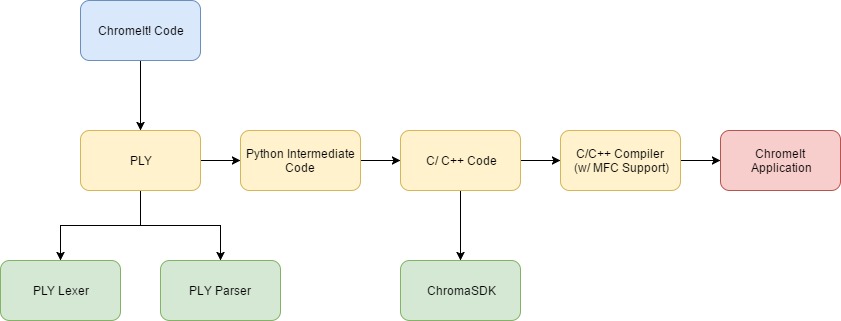 ChromeIt! Code
PLY
Python Intermediate
Code
C/ C++ Code
C/C++ Compiler
(w/ MFC Support)
ChromeIt
Application
PLY Lexer
PLY Parser
ChromaSDK